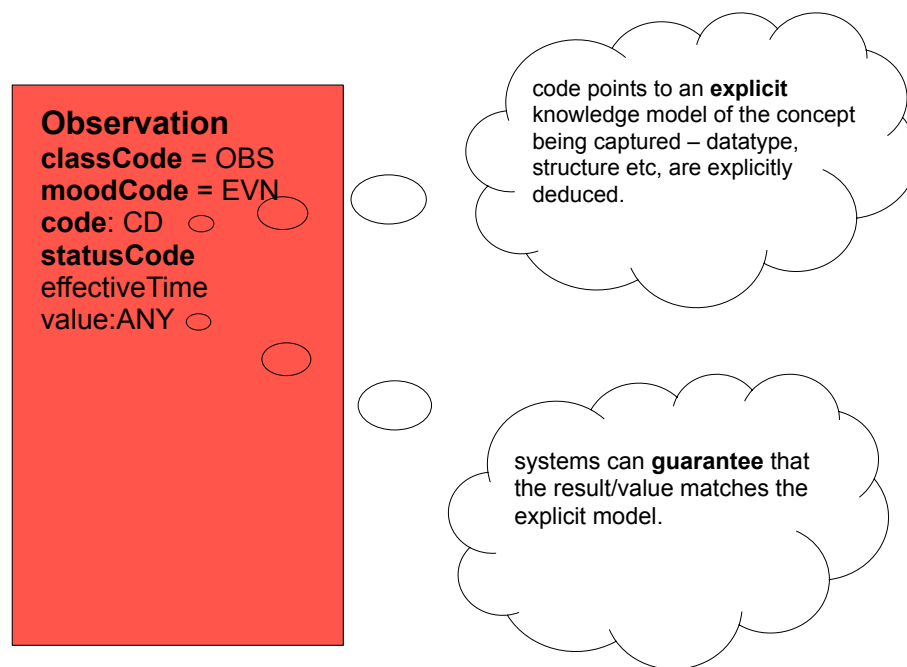 Observation
classCode = OBS
moodCode = EVN
code: CD
statusCode
effectiveTime
value:ANY
code points to an explicit
knowledge model of the concept
being captured – datatype,
structure etc, are explicitly
deduced.
systems can guarantee that
the result/value matches the
explicit model.